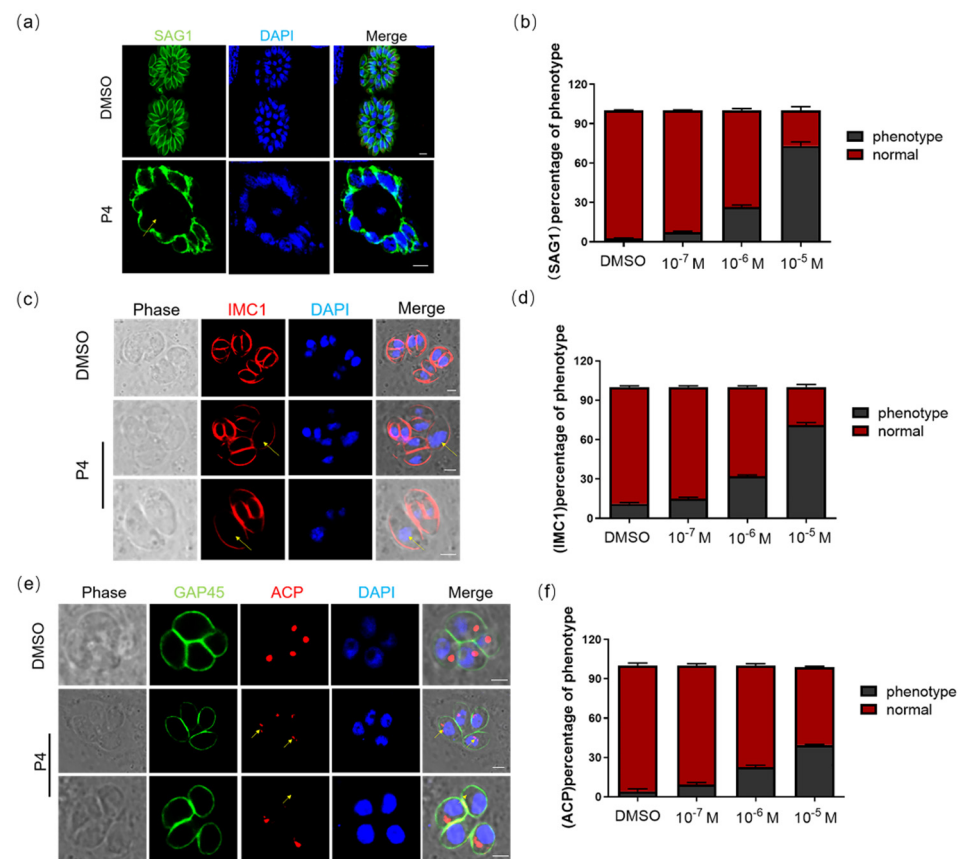 (a)
SAG1 DAPI Merge
DMSO
P4
(b)
(SAG1)percentage of phenotype
120
90
60
30
0
DMSO 10⁻⁷ M 10⁻⁶ M 10⁻⁵ M
phenotype
normal
(c)
Phase IMC1 DAPI Merge
DMSO
P4
(d)
(IMC1)percentage of phenotype
120
90
60
30
0
DMSO 10⁻⁷ M 10⁻⁶ M 10⁻⁵ M
phenotype
normal
(e)
Phase GAP45 ACP DAPI Merge
DMSO
P4
(f)
(ACP)percentage of phenotype
120
90
60
30
0
DMSO 10⁻⁷ M 10⁻⁶ M 10⁻⁵ M
phenotype
normal